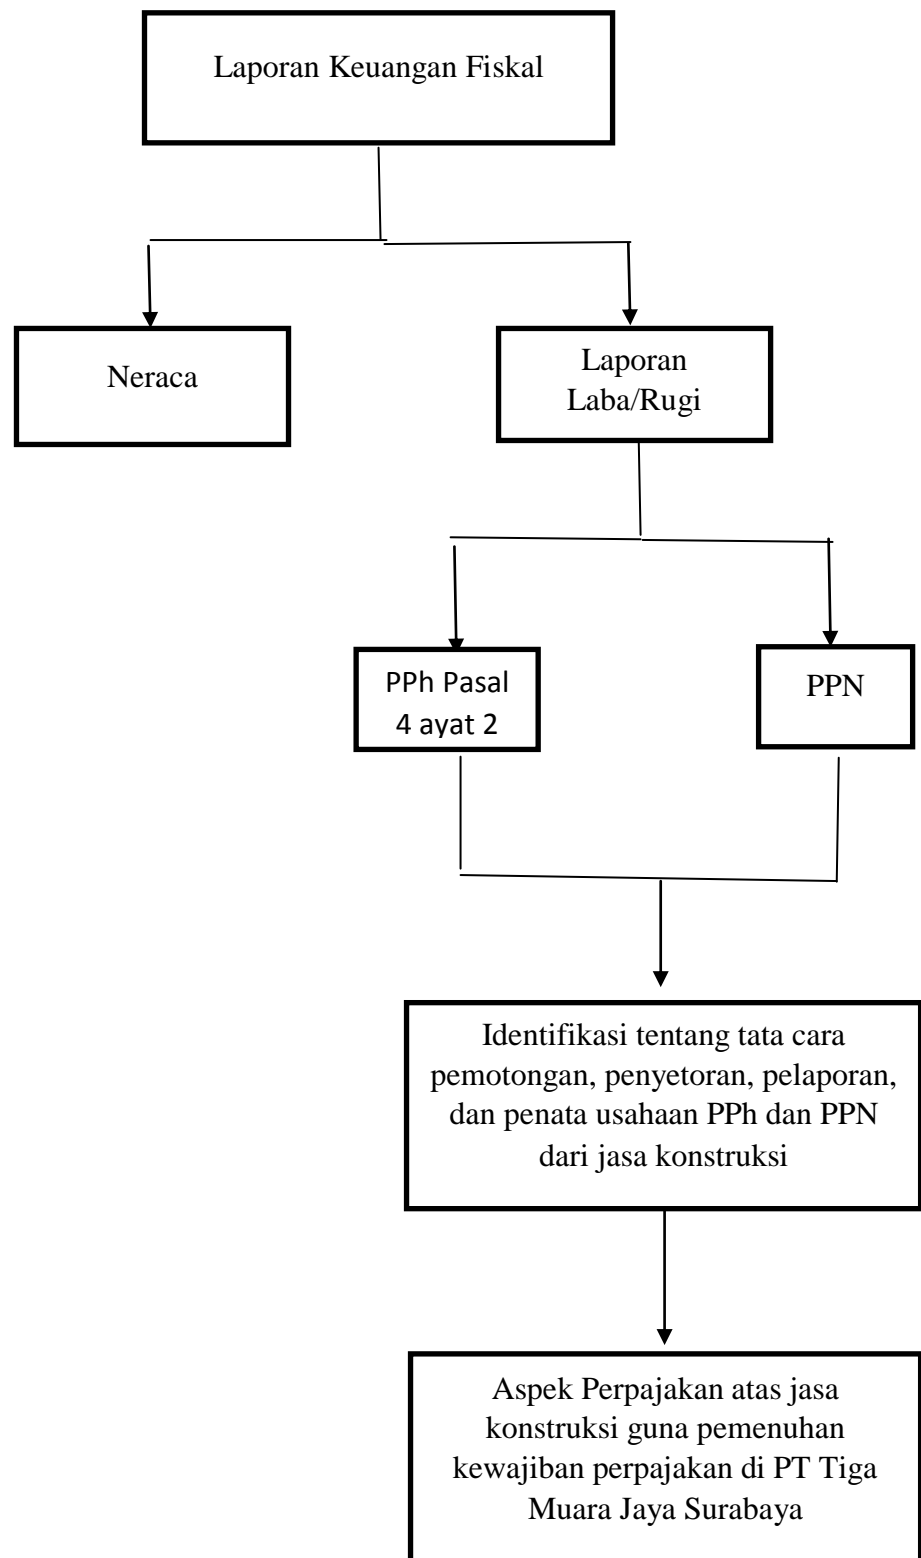 Laporan Keuangan Fiskal
Neraca
Laporan
Laba/Rugi
PPh Pasal
4 ayat 2
PPN
Identifikasi tentang tata cara
pemotongan, penyetoran, pelaporan,
dan penata usahaan PPh dan PPN
dari jasa konstruksi
Aspek Perpajakan atas jasa
konstruksi guna pemenuhan
kewajiban perpajakan di PT Tiga
Muara Jaya Surabaya